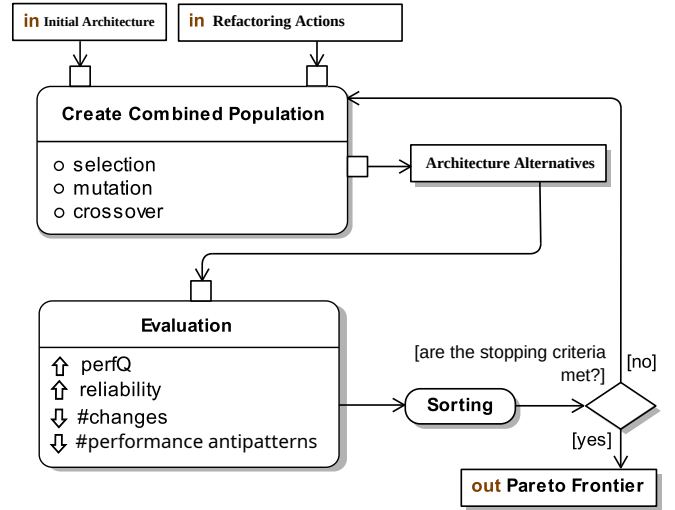 in Initial Architecture
in Refactoring Actions
Create Combined Population
selection
mutation
crossover
Architecture Alternatives
Evaluation
perfQ
reliability
#changes
#performance antipatterns
Sorting
[are the stopping criteria
met?]
[no]
[yes]
out Pareto Frontier